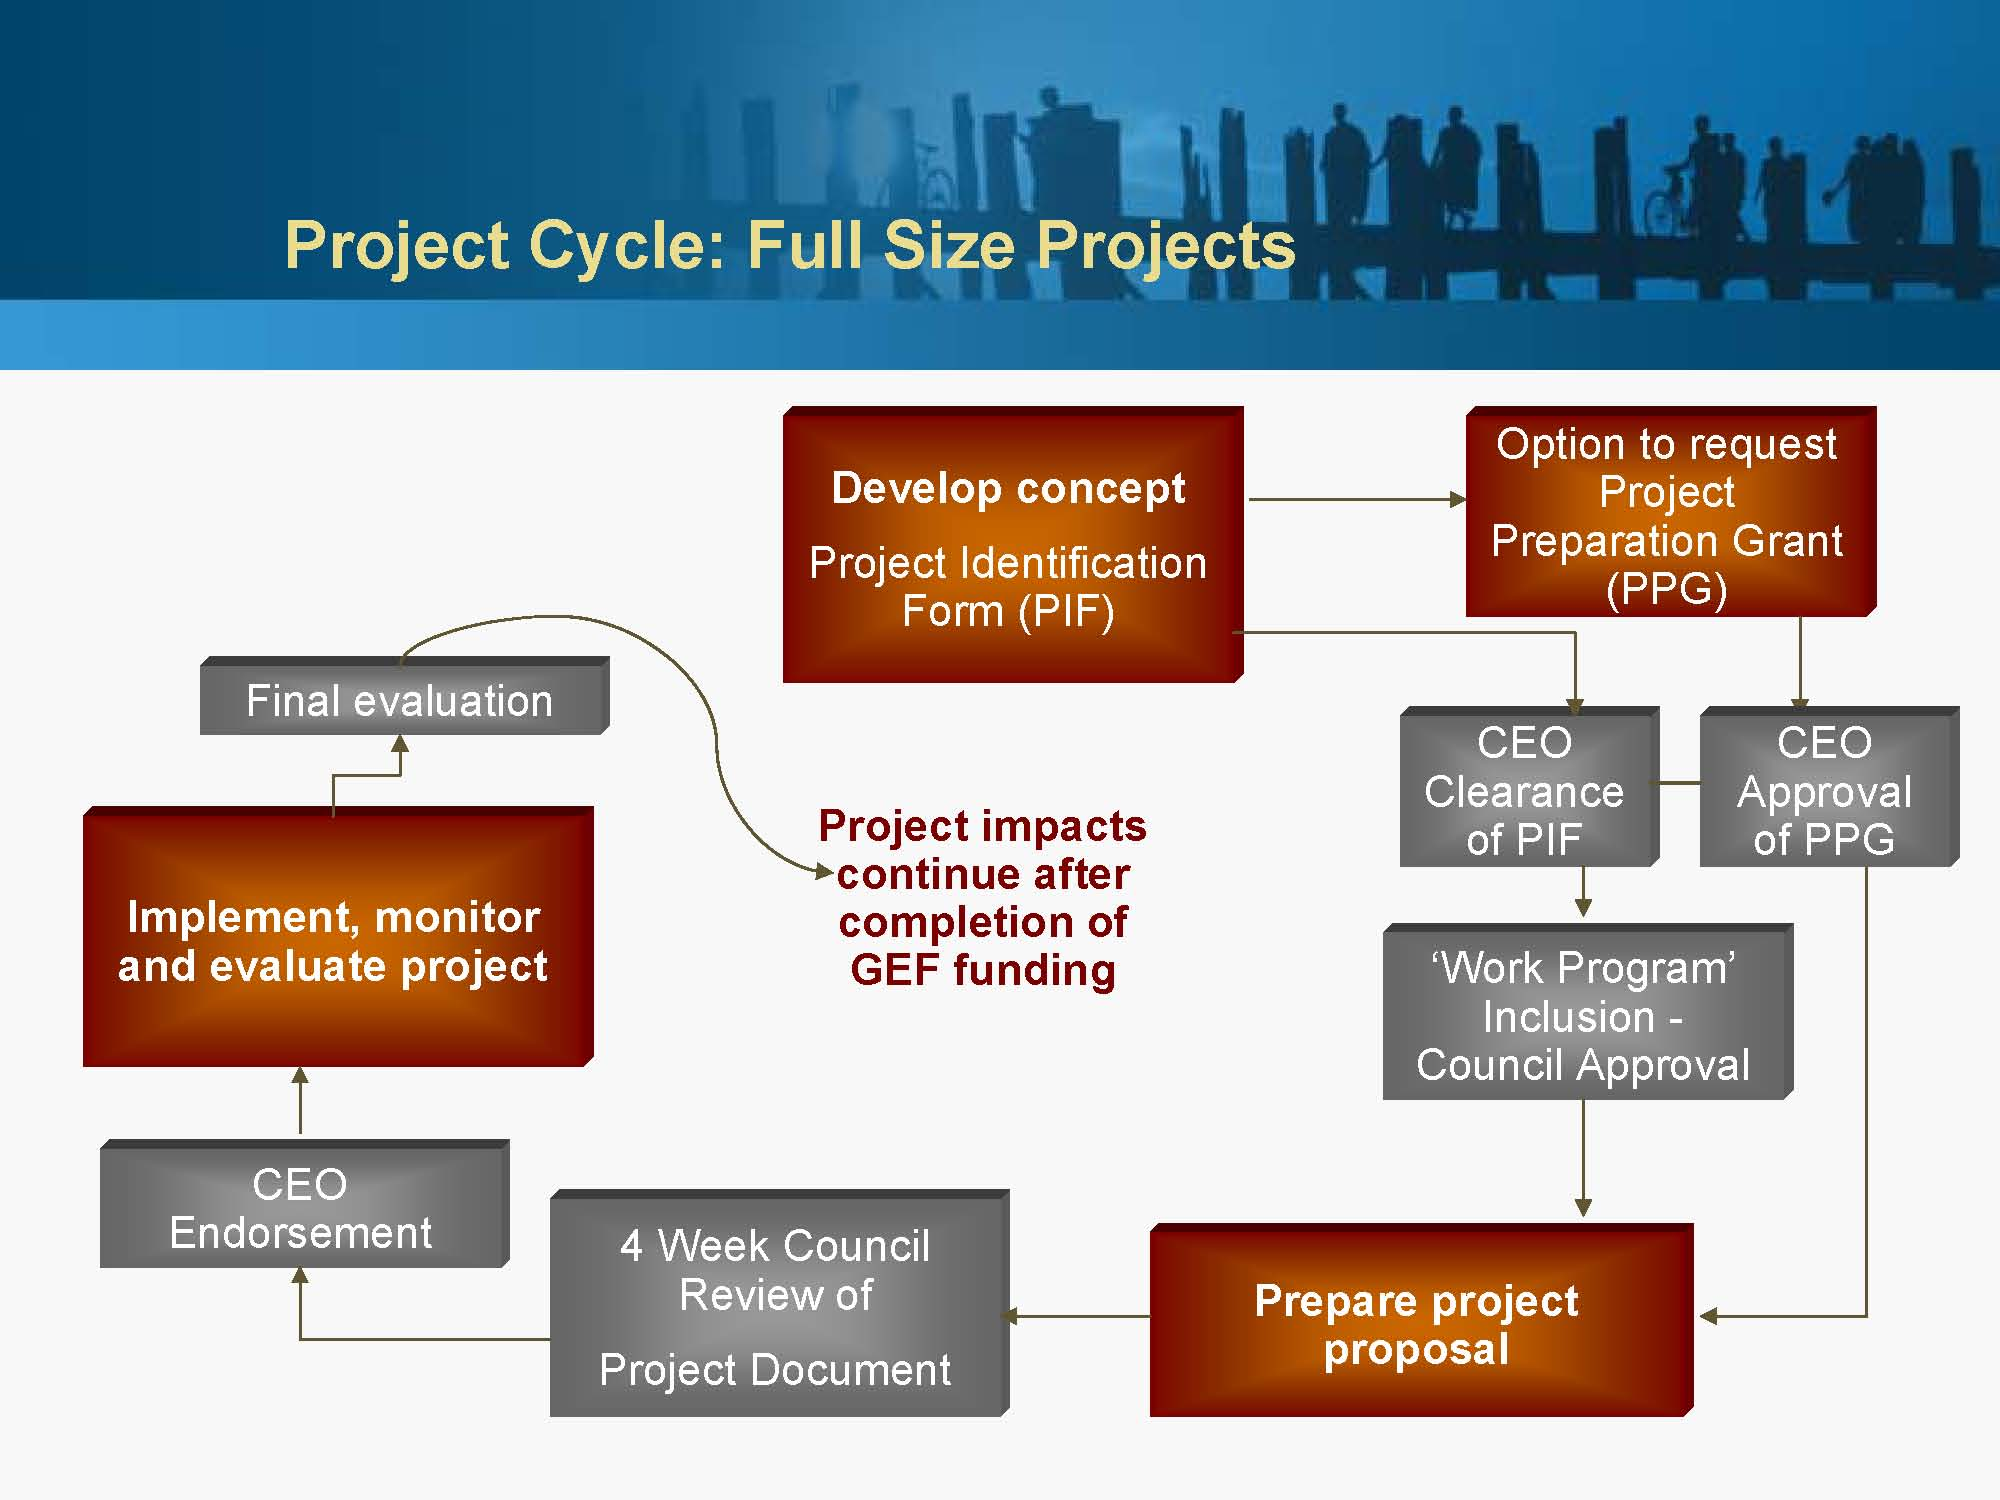 Project Cycle: Full Size Projects
Develop concept
Project Identification
Form (PIF)
Option to request
Project
Preparation Grant
(PPG)
CEO
Clearance
of PIF
CEO
Approval
of PPG
‘Work Program’
Inclusion -
Council Approval
Prepare project
proposal
4 Week Council
Review of
Project Document
CEO
Endorsement
Implement, monitor
and evaluate project
Final evaluation
Project impacts
continue after
completion of
GEF funding